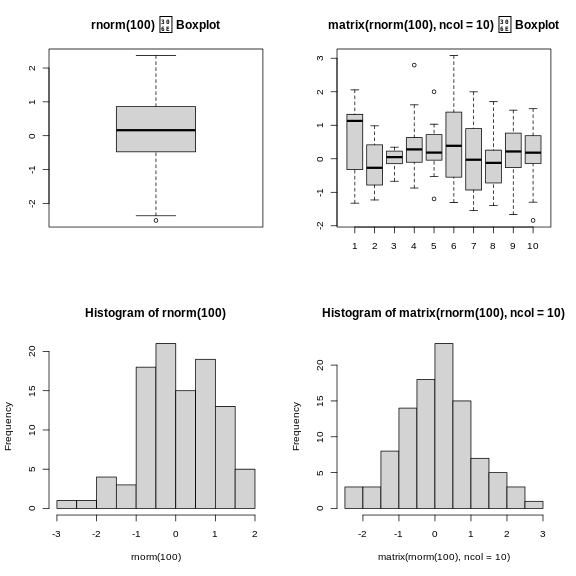 rnorm(100) の Boxplot
2
1
0
-1
-2
matrix(rnorm(100), ncol = 10) の Boxplot
3
2
1
0
-1
-2
1 2 3 4 5 6 7 8 9 10
Histogram of rnorm(100)
Frequency
20
15
10
5
0
-3 -2 -1 0 1 2
rnorm(100)
Histogram of matrix(rnorm(100), ncol = 10)
Frequency
20
15
10
5
0
-2 -1 0 1 2 3
matrix(rnorm(100), ncol = 10)